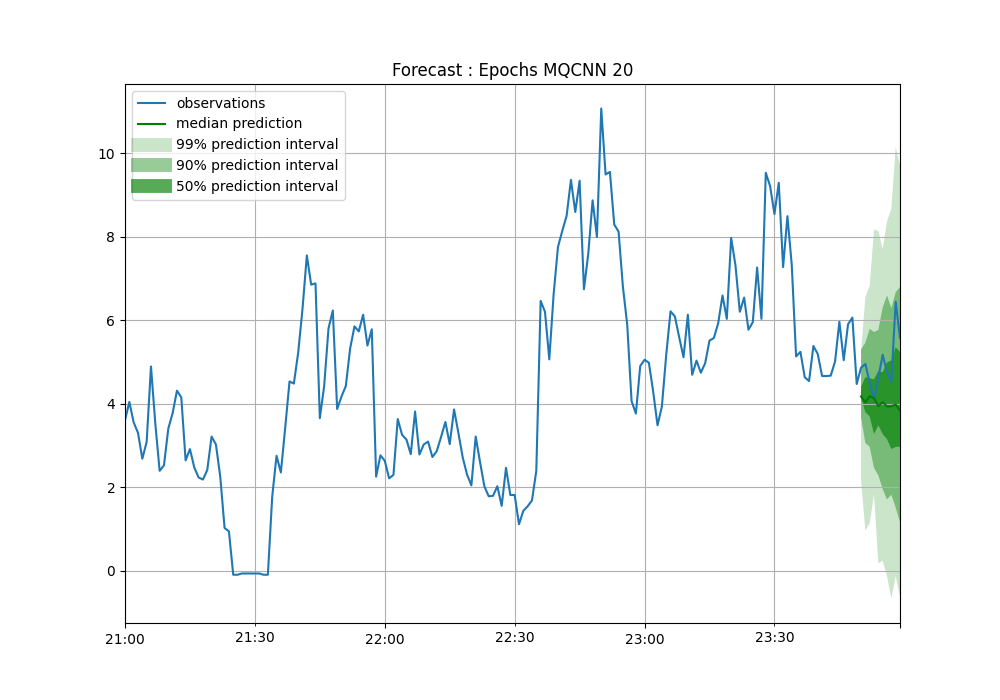 Forecast : Epochs MQCNN 20
observations
median prediction
99% prediction interval
90% prediction interval
50% prediction interval
10
8
6
4
2
0
21:00 21:30 22:00 22:30 23:00 23:30